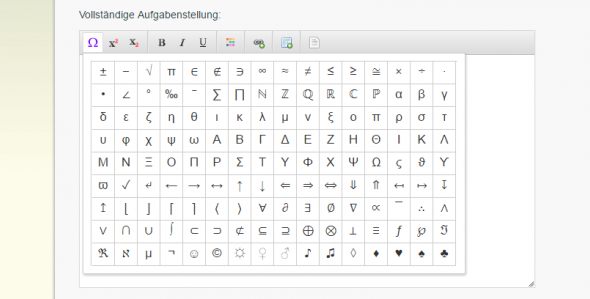 Vollständige Aufgabenstellung:
Ω x² x₂ B I U
± − √ π ∈ ∉ ∋ ∞ ≈ ≠ ≤ ≥ ≅ × ÷ ⋅
• ∠ ° ‰ ¯ ∑ ∏ ℕ ℤ ℚ ℝ ℂ ℙ α β γ
δ ε ζ η θ ι κ λ μ ν ξ ο π ρ σ τ
υ φ χ ψ ω Α Β Γ Δ Ε Ζ Η Θ Ι Κ Λ
Μ Ν Ξ Ο Π Ρ Σ Τ Υ Φ Χ Ψ Ω ς ϑ ϒ
ϖ ✓ ↵ ← → ↔ ↑ ↓ ⇐ ⇒ ⇔ ⇓ ⇑ ↤ ↦ ↧
↥ ⌊ ⌋ ⌈ ⌉ ⟨ ⟩ ∀ ∂ ∃ ∅ ∇ ∝ ¯ ∴ ∧
∨ ∩ ∪ ∫ ⊂ ⊃ ⊄ ⊆ ⊇ ⊕ ⊗ ⊥ Ξ ƒ ℘ ℑ
ℜ ℵ µ ¬ ☺ © ☼ ♀ ♂ ♪ ♫ ◊ ♦ ♥ ♠ ♣